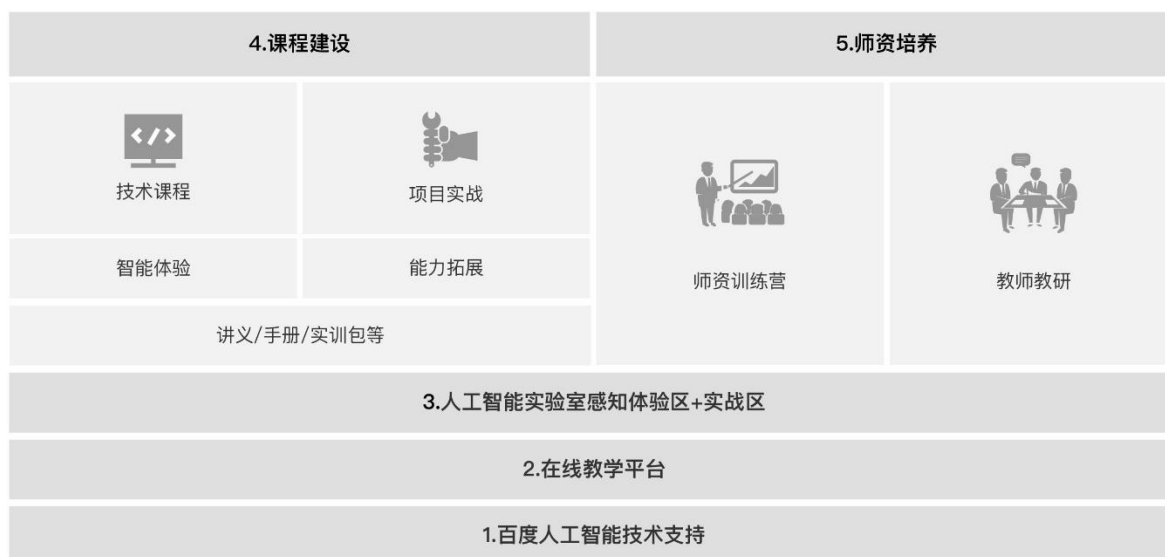 4.课程建设
5.师资培养
技术课程
项目实战
智能体验
能力拓展
讲义/手册/实训包等
师资训练营
教师教研
3.人工智能实验室感知体验区+实战区
2.在线教学平台
1.百度人工智能技术支持